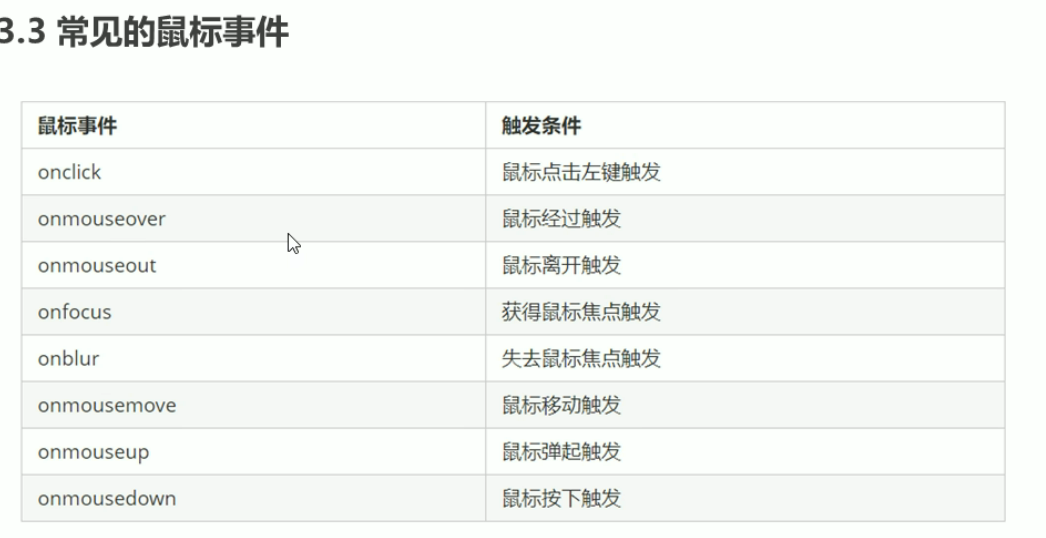 3.3 常见的鼠标事件
鼠标事件 触发条件
onclick 鼠标点击左键触发
onmouseover 鼠标经过触发
onmouseout 鼠标离开触发
onfocus 获得鼠标焦点触发
onblur 失去鼠标焦点触发
onmousemove 鼠标移动触发
onmouseup 鼠标弹起触发
onmousedown 鼠标按下触发